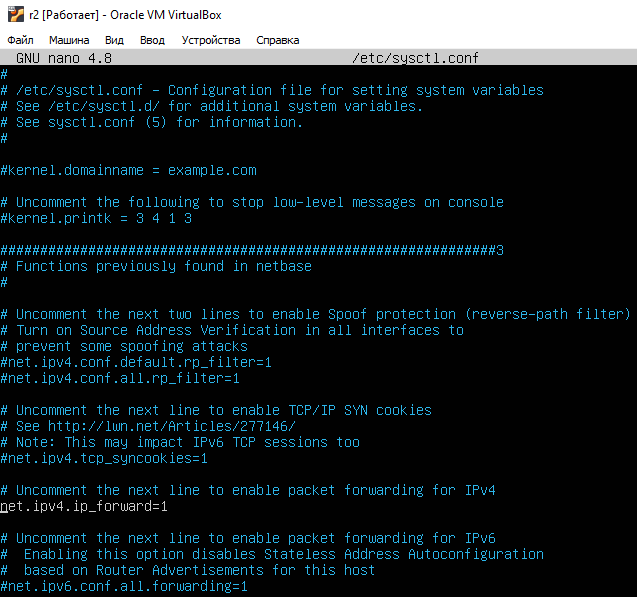 r2 [Работает] - Oracle VM VirtualBox
Файл Машина Вид Ввод Устройства Справка
GNU nano 4.8 /etc/sysctl.conf
#
# /etc/sysctl.conf - Configuration file for setting system variables
# See /etc/sysctl.d/ for additional system variables.
# See sysctl.conf (5) for information.
#
#kernel.domainname = example.com
# Uncomment the following to stop low-level messages on console
#kernel.printk = 3 4 1 3
##############################################################3
# Functions previously found in netbase
#
# Uncomment the next two lines to enable Spoof protection (reverse-path filter)
# Turn on Source Address Verification in all interfaces to
# prevent some spoofing attacks
#net.ipv4.conf.default.rp_filter=1
#net.ipv4.conf.all.rp_filter=1
# Uncomment the next line to enable TCP/IP SYN cookies
# See http://lwn.net/Articles/277146/
# Note: This may impact IPv6 TCP sessions too
#net.ipv4.tcp_syncookies=1
# Uncomment the next line to enable packet forwarding for IPv4
net.ipv4.ip_forward=1
# Uncomment the next line to enable packet forwarding for IPv6
#  Enabling this option disables Stateless Address Autoconfiguration
#  based on Router Advertisements for this host
#net.ipv6.conf.all.forwarding=1